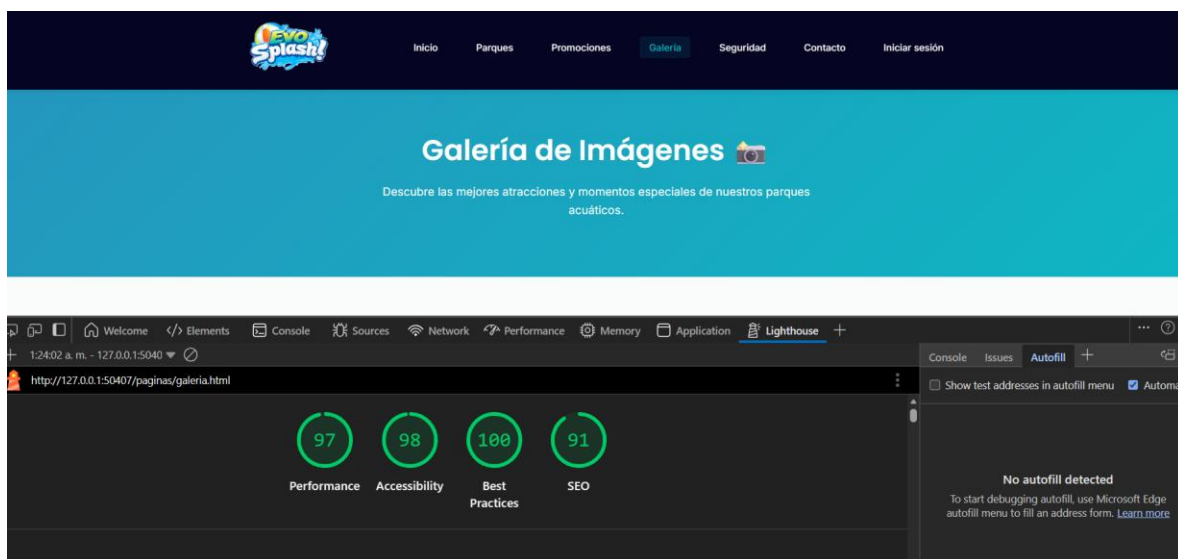 EVO
Splash!
Inicio Parques Promociones Galería Seguridad Contacto Iniciar sesión
Galería de Imágenes
Descubre las mejores atracciones y momentos especiales de nuestros parques
acuáticos.
Welcome </> Elements Console Sources Network Performance Memory Application Lighthouse +
+ 1:24:02 a. m. - 127.0.0.1:5040
Console Issues Autofill +
http://127.0.0.1:50407/paginas/galeria.html
Show test addresses in autofill menu Automa
97 98 100 91
Performance Accessibility Best Practices SEO
No autofill detected
To start debugging autofill, use Microsoft Edge
autofill menu to fill an address form. Learn more